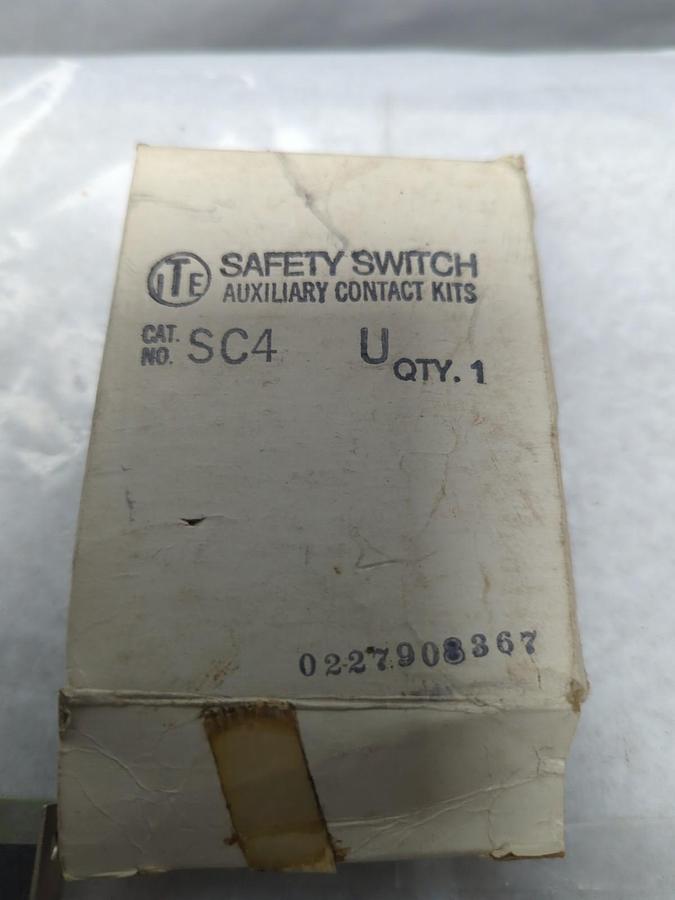 ITE SAFETY SWITCH
AUXILIARY CONTACT KITS
CAT.
NO. SC4 U QTY. 1
0227908367